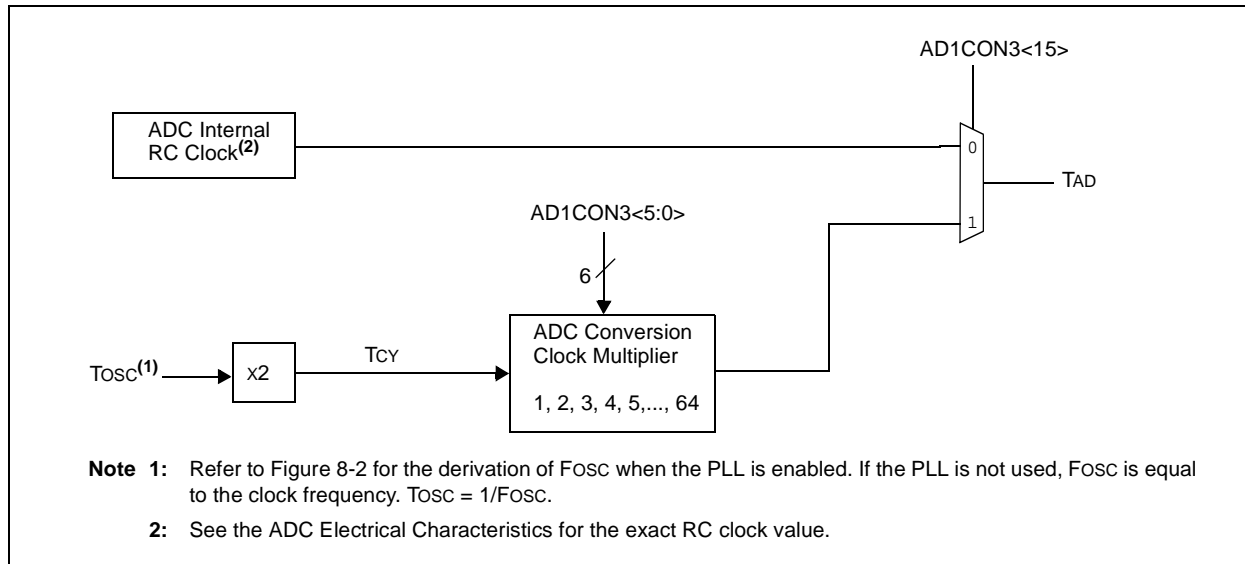 AD1CON3<15>
ADC Internal
RC Clock(2)
0
TAD
AD1CON3<5:0>
1
6
ADC Conversion
Clock Multiplier
TOSC(1)
X2
TCY
1, 2, 3, 4, 5,..., 64
Note 1: Refer to Figure 8-2 for the derivation of FOSC when the PLL is enabled. If the PLL is not used, FOSC is equal
to the clock frequency. TOSC = 1/FOSC.
2: See the ADC Electrical Characteristics for the exact RC clock value.